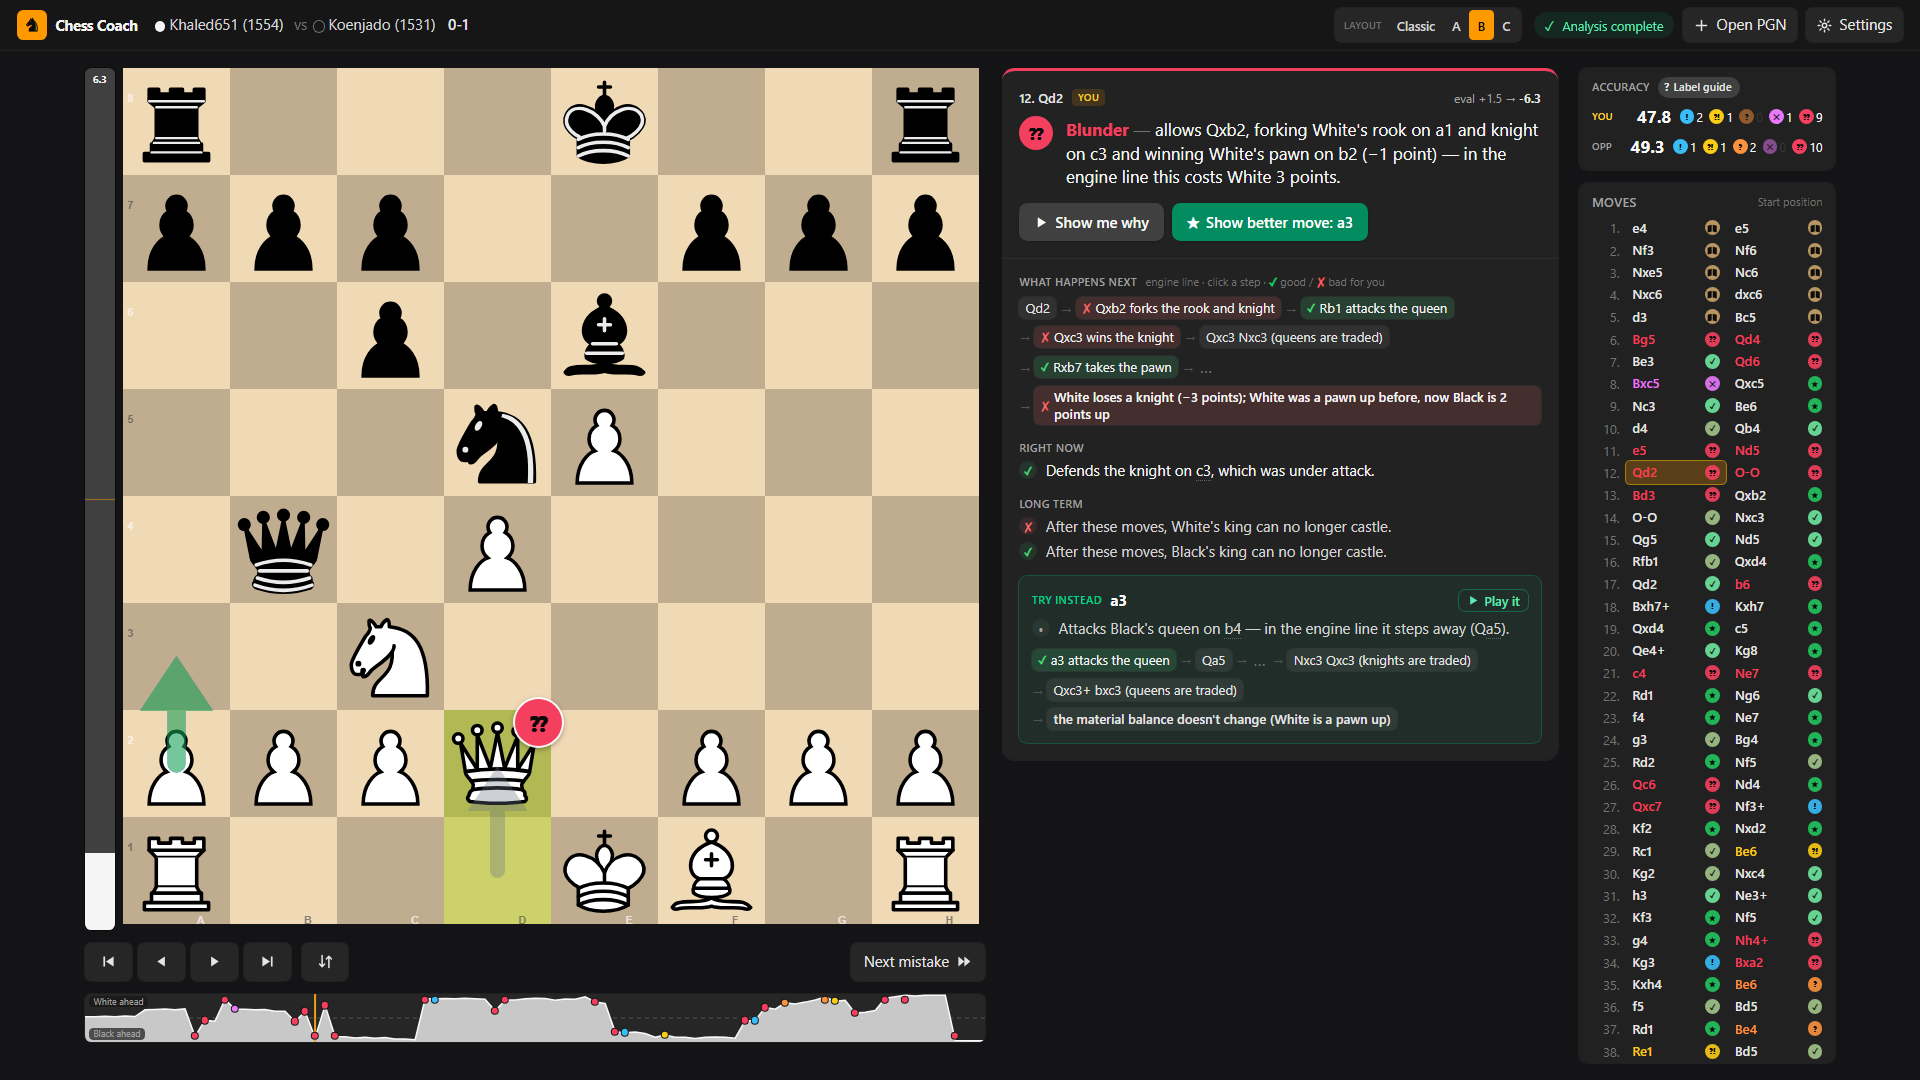 Chess Coach
Khaled651 (1554) vs Koenjado (1531) 0-1
LAYOUT Classic A B C
✓ Analysis complete
+ Open PGN
Settings
6.3
8
7
6
5
4
3
2
1
A B C D E F G H
??
Next mistake
White ahead
Black ahead
12. Qd2 YOU eval +1.5 → -6.3
?? Blunder — allows Qxb2, forking White's rook on a1 and knight
on c3 and winning White's pawn on b2 (−1 point) — in the
engine line this costs White 3 points.
Show me why
★ Show better move: a3
WHAT HAPPENS NEXT engine line · click a step · ✓ good / ✗ bad for you
Qd2 → ✗ Qxb2 forks the rook and knight → ✓ Rb1 attacks the queen
→ ✗ Qxc3 wins the knight → Qxc3 Nxc3 (queens are traded)
→ ✓ Rxb7 takes the pawn → …
→ ✗ White loses a knight (−3 points); White was a pawn up before, now Black is 2
points up
RIGHT NOW
✓ Defends the knight on c3, which was under attack.
LONG TERM
✗ After these moves, White's king can no longer castle.
✓ After these moves, Black's king can no longer castle.
TRY INSTEAD a3 Play it
• Attacks Black's queen on b4 — in the engine line it steps away (Qa5).
✓ a3 attacks the queen → Qa5 → … → Nxc3 Qxc3 (knights are traded)
→ Qxc3+ bxc3 (queens are traded)
→ the material balance doesn't change (White is a pawn up)
ACCURACY ? Label guide
YOU 47.8 ! 2 ?! 1 ? 0 ✕ 1 ?? 9
OPP 49.3 ! 1 ?! 1 ? 2 ✕ 0 ?? 10
MOVES Start position
1. e4 e5
2. Nf3 Nf6
3. Nxe5 Nc6
4. Nxc6 dxc6
5. d3 Bc5
6. Bg5 ?? Qd4 ??
7. Be3 ✓ Qd6 ??
8. Bxc5 ✕ Qxc5 ★
9. Nc3 ✓ Be6 ★
10. d4 ✓ Qb4 ✓
11. e5 ?? Nd5 ??
12. Qd2 ?? O-O ??
13. Bd3 ?? Qxb2 ★
14. O-O ✓ Nxc3 ✓
15. Qg5 ✓ Nd5 ✓
16. Rfb1 ✓ Qxd4 ★
17. Qd2 ✓ b6 ??
18. Bxh7+ ! Kxh7 ★
19. Qxd4 ★ c5 ★
20. Qe4+ ✓ Kg8 ★
21. c4 ?? Ne7 ??
22. Rd1 ★ Ng6 ✓
23. f4 ★ Ne7 ★
24. g3 ✓ Bg4 ★
25. Rd2 ★ Nf5 ✓
26. Qc6 ?? Nd4 ★
27. Qxc7 ?? Nf3+ !
28. Kf2 ★ Nxd2 ★
29. Rc1 ✓ Be6 ?!
30. Kg2 ✓ Nxc4 ✓
31. h3 ✓ Ne3+ ✓
32. Kf3 ★ Nf5 ✓
33. g4 ★ Nh4+ ??
34. Kg3 ! Bxa2 ??
35. Kxh4 ★ Be6 ?
36. f5 ✓ Bd5 ✓
37. Rd1 ★ Be4 ?
38. Re1 ?! Bd5 ✓